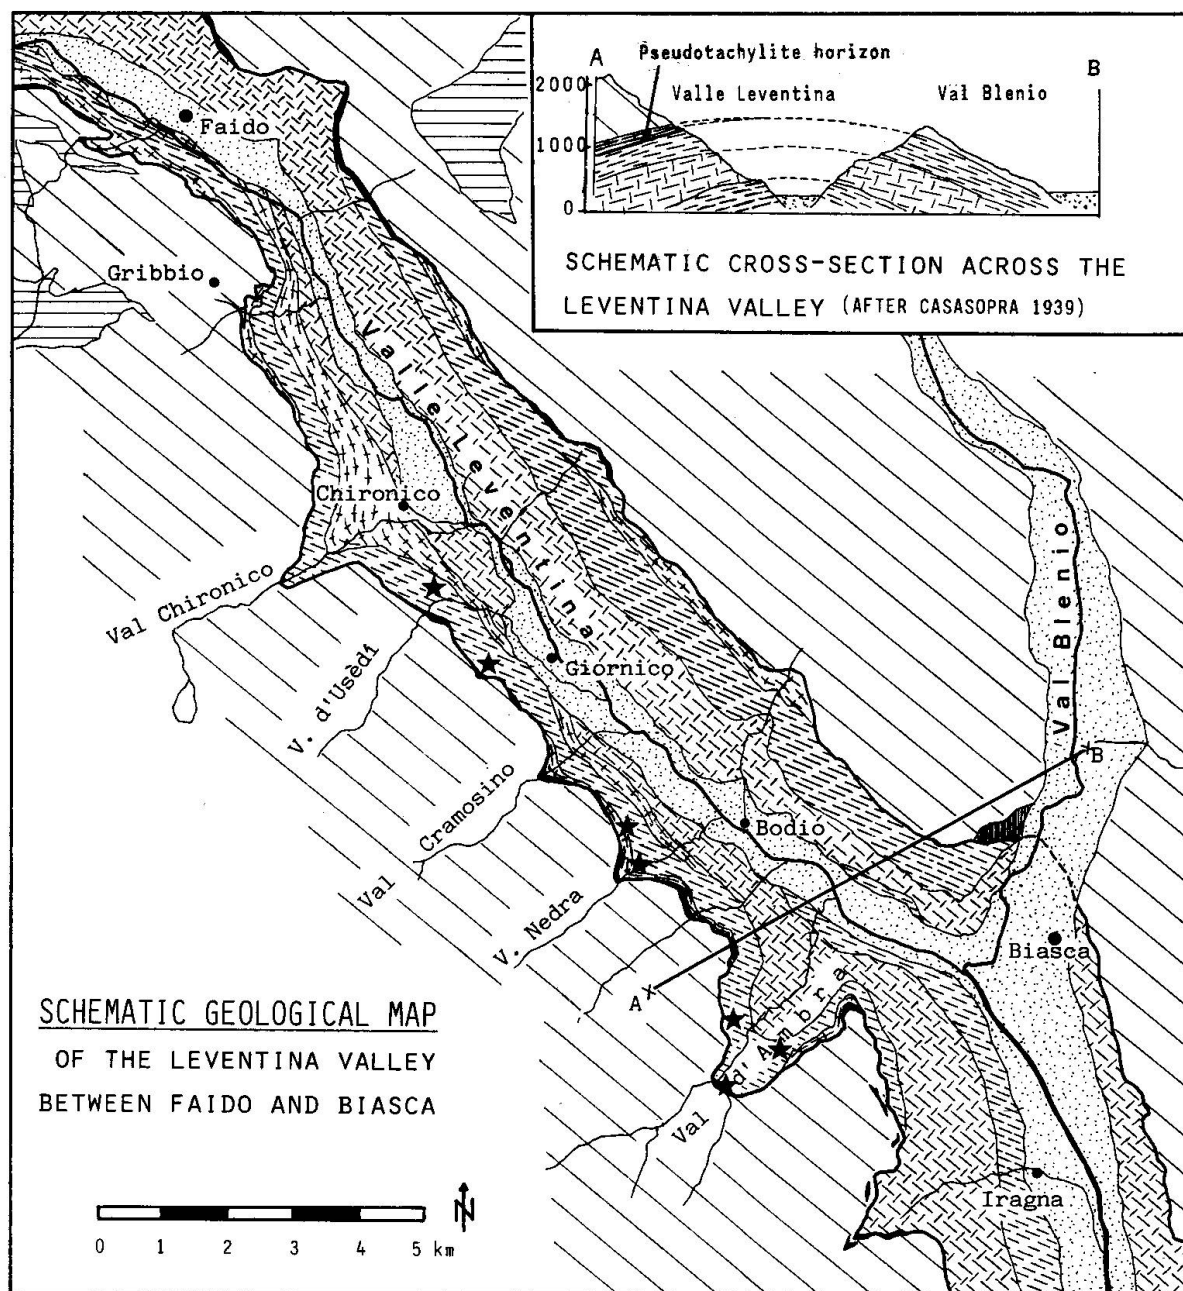 A
Pseudotachylite horizon
B
2000
Valle Leventina
Val Blenio
1000
0
SCHEMATIC CROSS-SECTION ACROSS THE
LEVENTINA VALLEY (AFTER CASASOPRA 1939)
Faido
Gribbio
Valle Leventina
Chironico
Val Chironico
V. d'Usèdi
Giornico
Val Blenio
B
Val Cramosino
Bodio
V. Nedra
Biasca
A
Val d'Ambra
Iragna
SCHEMATIC GEOLOGICAL MAP
OF THE LEVENTINA VALLEY
BETWEEN FAIDO AND BIASCA
N
0 1 2 3 4 5 km